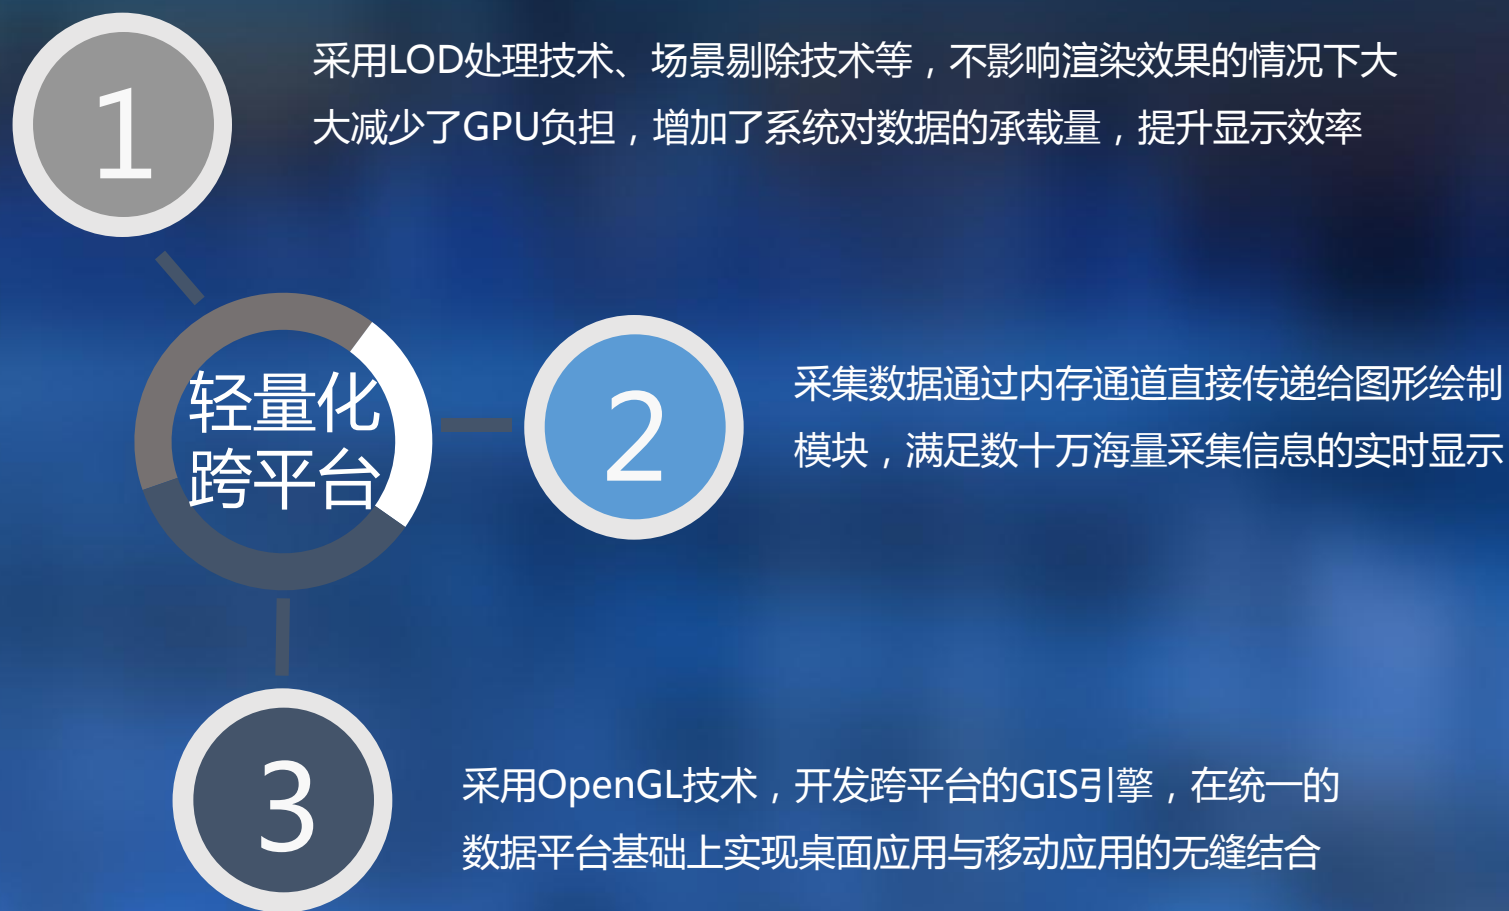 1
采用LOD处理技术、场景剔除技术等，不影响渲染效果的情况下大
大减少了GPU负担，增加了系统对数据的承载量，提升显示效率
轻量化
跨平台
2
采集数据通过内存通道直接传递给图形绘制
模块，满足数十万海量采集信息的实时显示
3
采用OpenGL技术，开发跨平台的GIS引擎，在统一的
数据平台基础上实现桌面应用与移动应用的无缝结合